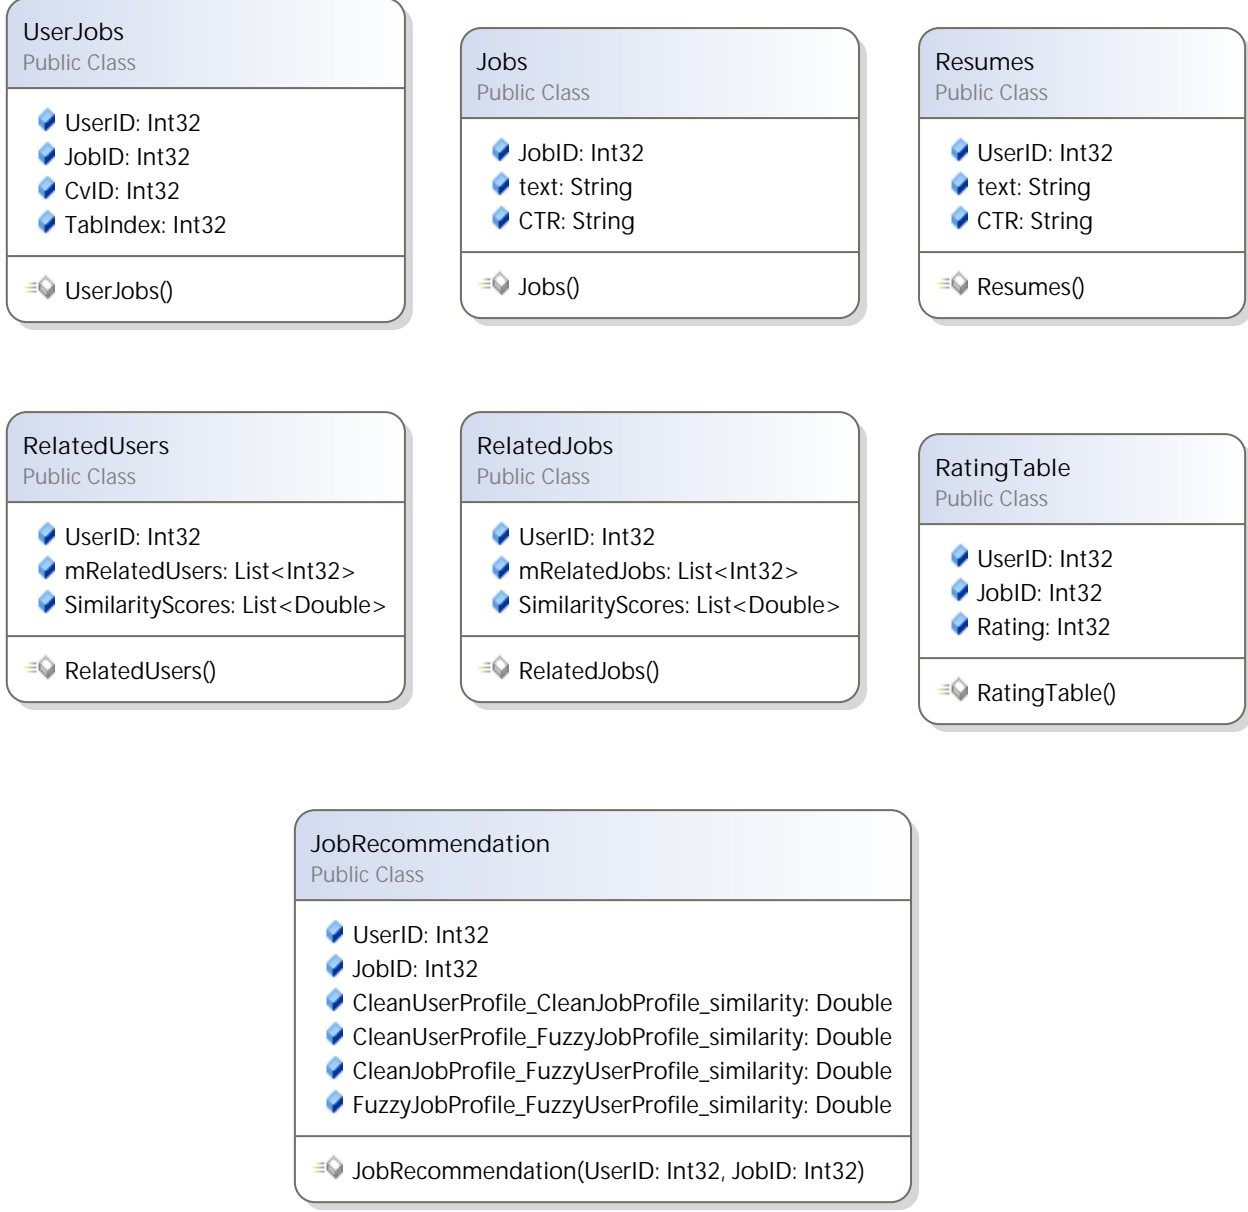 UserJobs
Public Class
UserID: Int32
JobID: Int32
CvID: Int32
TabIndex: Int32
UserJobs()
Jobs
Public Class
JobID: Int32
text: String
CTR: String
Jobs()
Resumes
Public Class
UserID: Int32
text: String
CTR: String
Resumes()
RelatedUsers
Public Class
UserID: Int32
mRelatedUsers: List<Int32>
SimilarityScores: List<Double>
RelatedUsers()
RelatedJobs
Public Class
UserID: Int32
mRelatedJobs: List<Int32>
SimilarityScores: List<Double>
RelatedJobs()
RatingTable
Public Class
UserID: Int32
JobID: Int32
Rating: Int32
RatingTable()
JobRecommendation
Public Class
UserID: Int32
JobID: Int32
CleanUserProfile_CleanJobProfile_similarity: Double
CleanUserProfile_FuzzyJobProfile_similarity: Double
CleanJobProfile_FuzzyUserProfile_similarity: Double
FuzzyJobProfile_FuzzyUserProfile_similarity: Double
JobRecommendation(UserID: Int32, JobID: Int32)